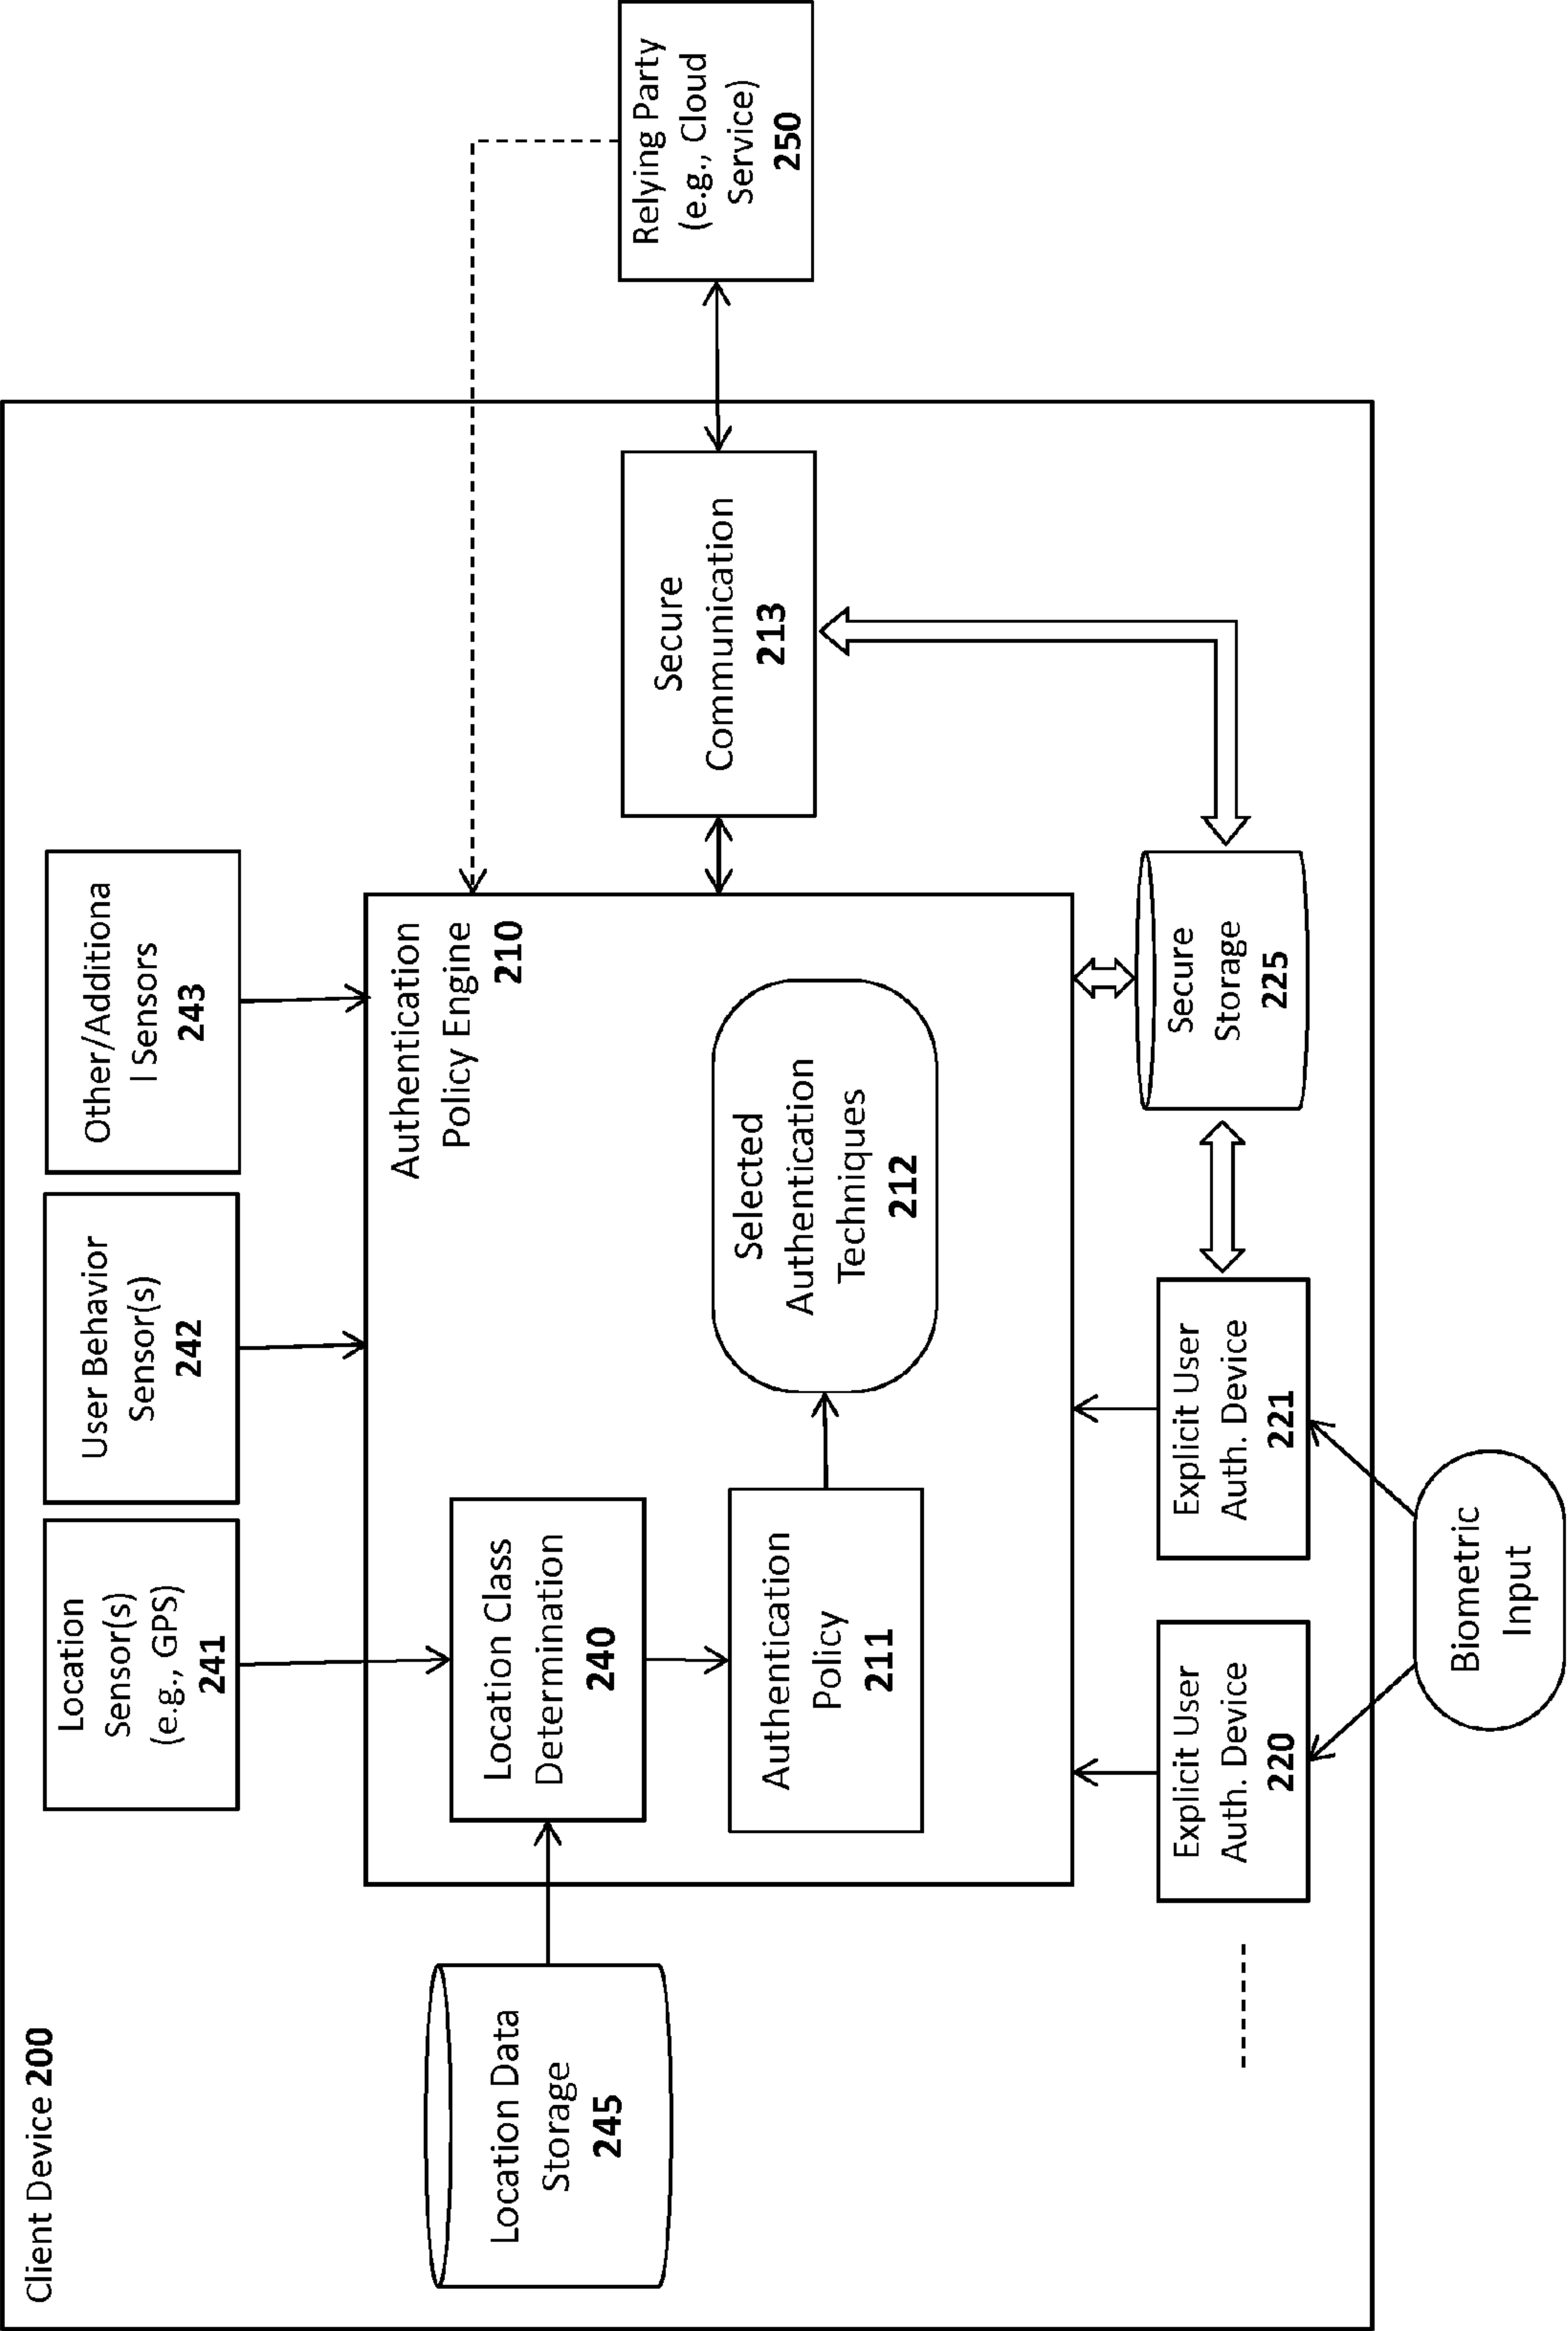 Client Device 200
Location
Sensor(s)
(e.g., GPS)
241
User Behavior
Sensor(s)
242
Other/Additiona
l Sensors
243
Authentication
Policy Engine
210
Location Data
Storage
245
Location Class
Determination
240
Authentication
Policy
211
Selected
Authentication
Techniques
212
Secure
Communication
213
Relying Party
(e.g., Cloud
Service)
250
Explicit User
Auth. Device
220
Explicit User
Auth. Device
221
Secure
Storage
225
Biometric
Input